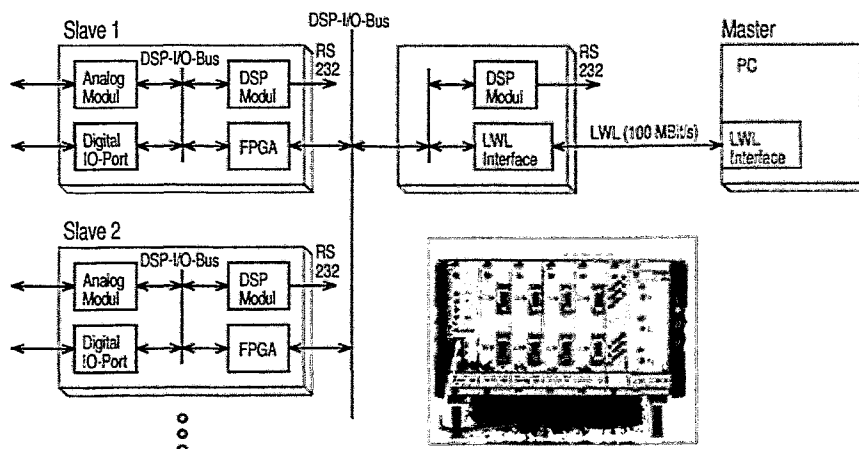 DSP-I/O-Bus
Slave 1
DSP-I/O-Bus
RS
232
Analog
Modul
DSP
Modul
Digital
IO-Port
FPGA
RS
232
DSP
Modul
LWL
Interface
LWL (100 MBit/s)
Master
PC
LWL
Interface
Slave 2
DSP-I/O-Bus
RS
232
Analog
Modul
DSP
Modul
Digital
IO-Port
FPGA